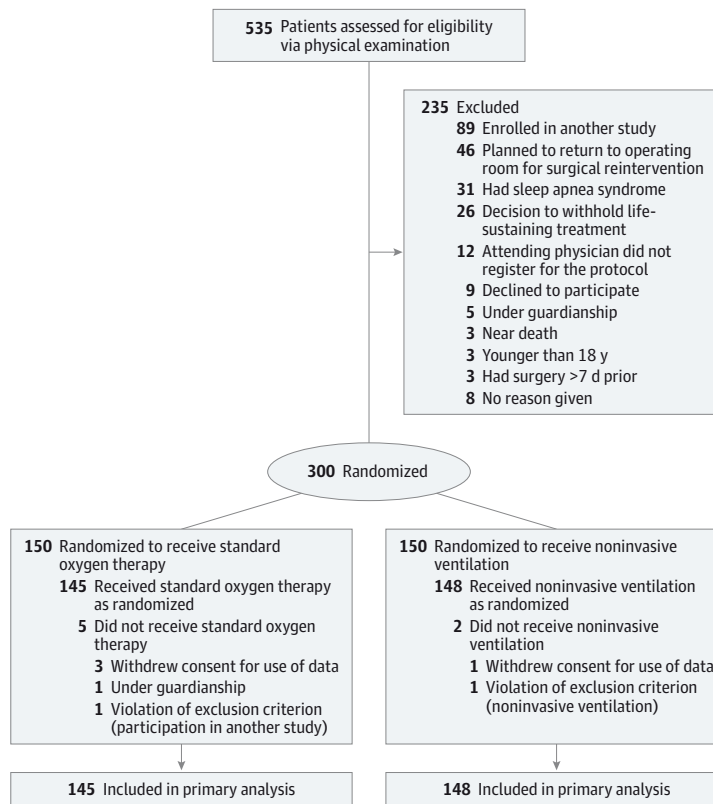 535 Patients assessed for eligibility
via physical examination
235 Excluded
89 Enrolled in another study
46 Planned to return to operating
room for surgical reintervention
31 Had sleep apnea syndrome
26 Decision to withhold life-
sustaining treatment
12 Attending physician did not
register for the protocol
9 Declined to participate
5 Under guardianship
3 Near death
3 Younger than 18 y
3 Had surgery >7 d prior
8 No reason given
300 Randomized
150 Randomized to receive standard
oxygen therapy
145 Received standard oxygen therapy
as randomized
5 Did not receive standard oxygen
therapy
3 Withdrew consent for use of data
1 Under guardianship
1 Violation of exclusion criterion
(participation in another study)
150 Randomized to receive noninvasive
ventilation
148 Received noninvasive ventilation
as randomized
2 Did not receive noninvasive
ventilation
1 Withdrew consent for use of data
1 Violation of exclusion criterion
(noninvasive ventilation)
145 Included in primary analysis
148 Included in primary analysis